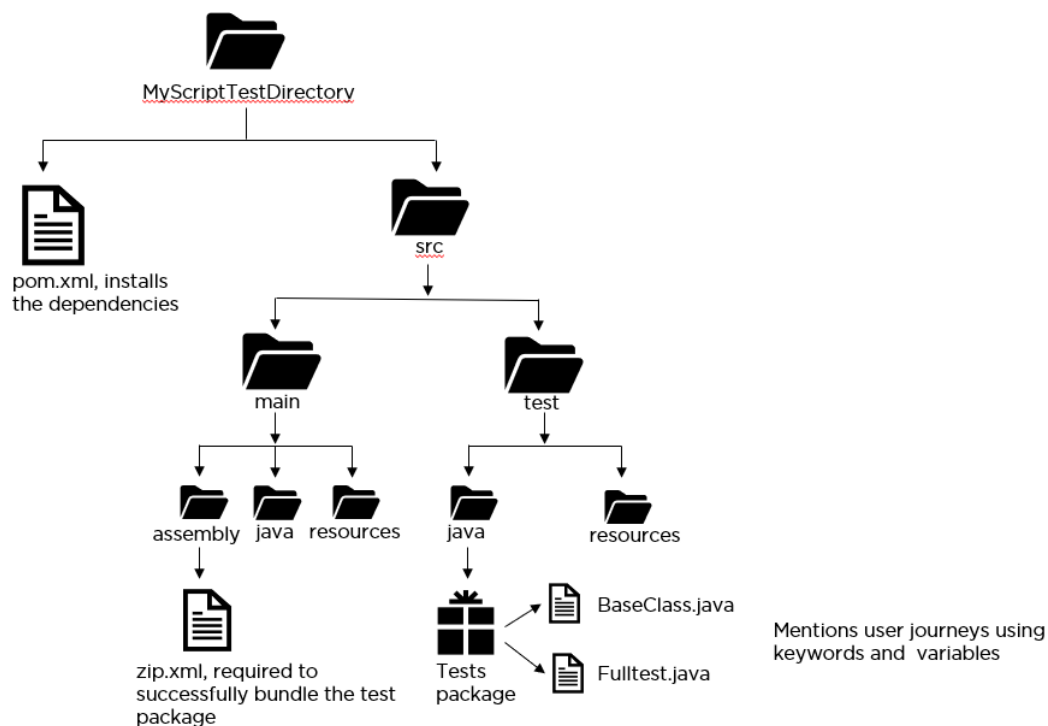 MyScriptTestDirectory
pom.xml, installs
the dependencies
src
main
test
assembly
java
resources
java
resources
zip.xml, required to
successfully bundle the test
package
Tests
package
BaseClass.java
Fulltest.java
Mentions user journeys using
keywords and variables